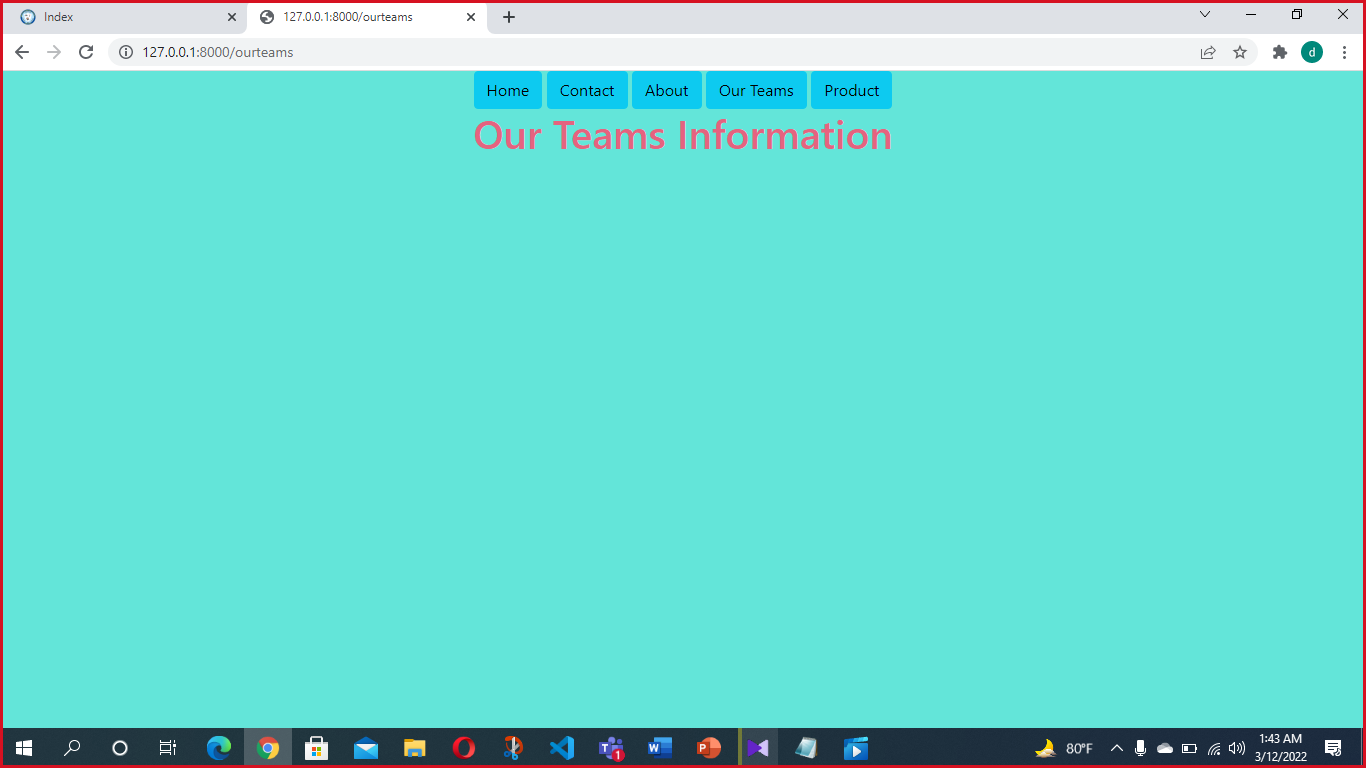 Index
127.0.0.1:8000/ourteams
127.0.0.1:8000/ourteams
d
Home Contact About Our Teams Product
Our Teams Information
1
80°F
1:43 AM
3/12/2022